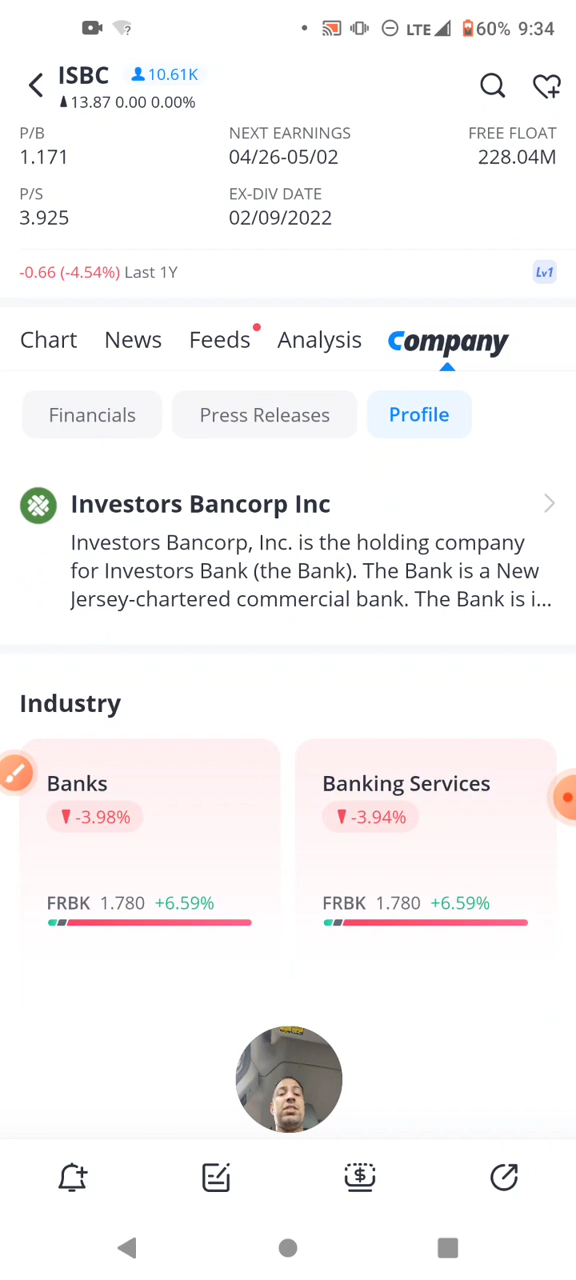 LTE 60% 9:34
ISBC 10.61K
13.87 0.00 0.00%
P/B NEXT EARNINGS FREE FLOAT
1.171 04/26-05/02 228.04M
P/S EX-DIV DATE
3.925 02/09/2022
-0.66 (-4.54%) Last 1Y Lv1
Chart News Feeds Analysis Company
Financials Press Releases Profile
Investors Bancorp Inc
Investors Bancorp, Inc. is the holding company
for Investors Bank (the Bank). The Bank is a New
Jersey-chartered commercial bank. The Bank is i...
Industry
Banks Banking Services
-3.98% -3.94%
FRBK 1.780 +6.59% FRBK 1.780 +6.59%